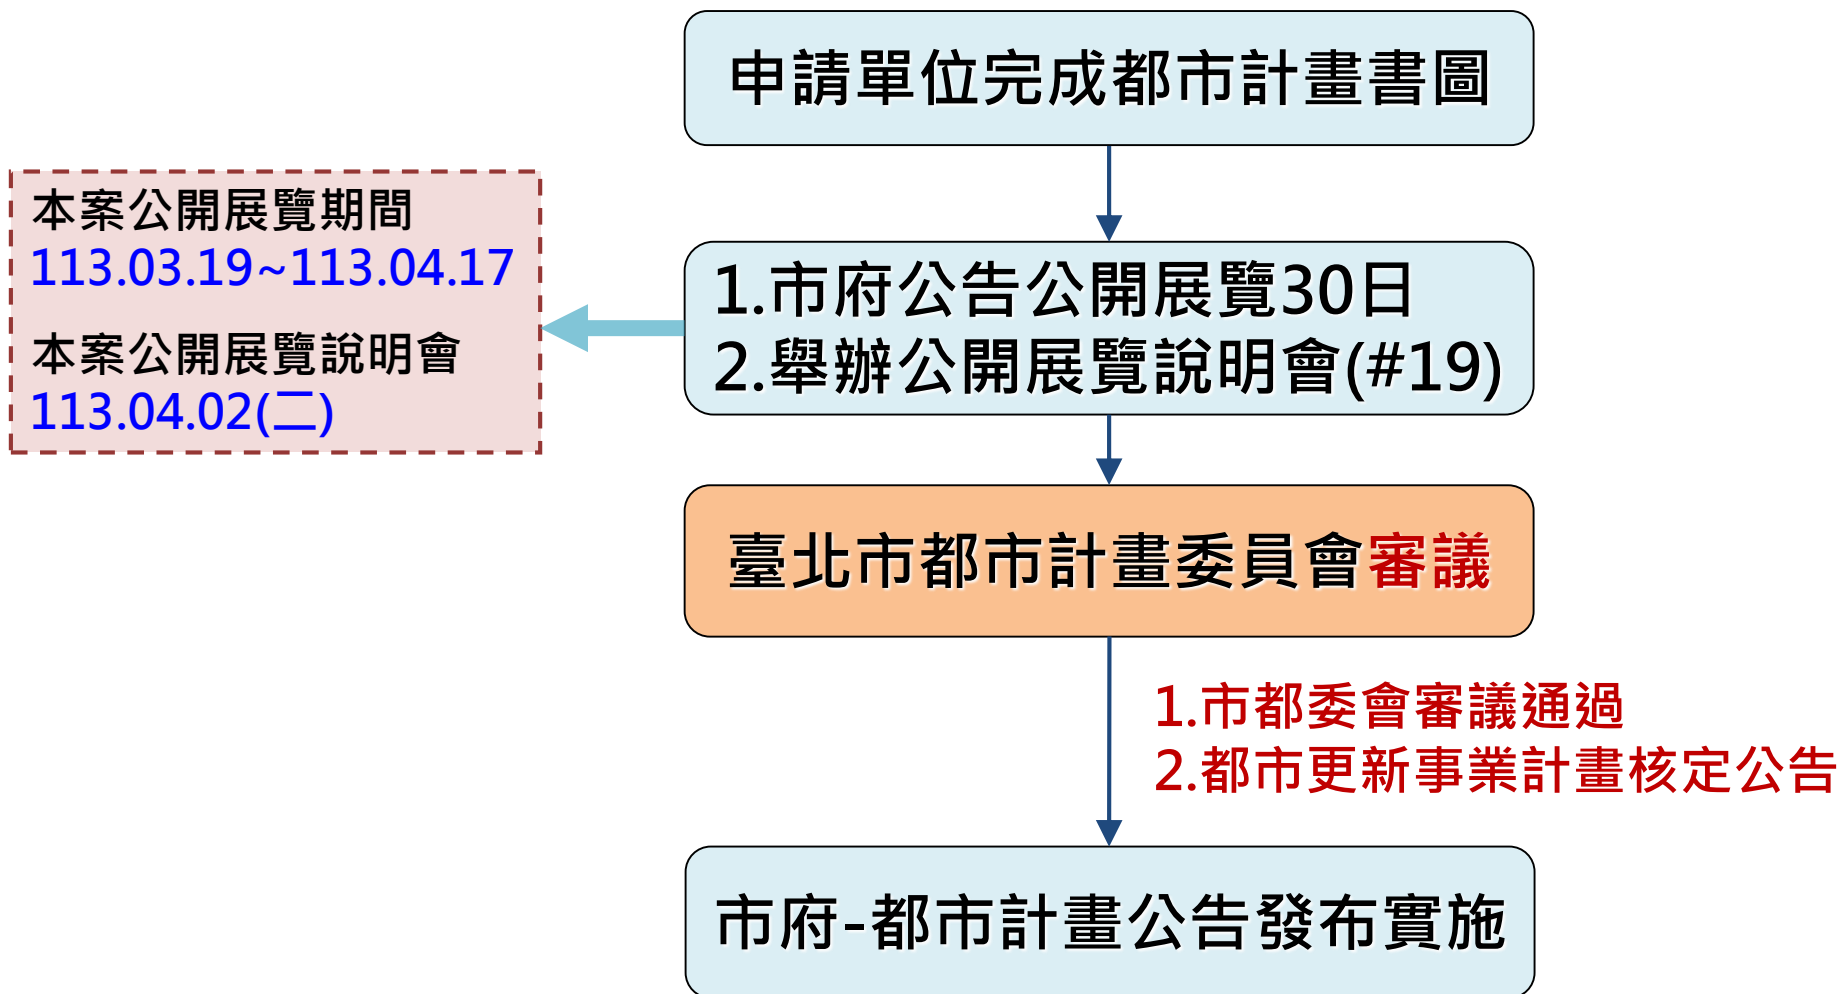 申請單位完成都市計畫書圖
本案公開展覽期間
113.03.19~113.04.17
本案公開展覽說明會
113.04.02(二)
1.市府公告公開展覽30日
2.舉辦公開展覽說明會(#19)
臺北市都市計畫委員會審議
1.市都委會審議通過
2.都市更新事業計畫核定公告
市府-都市計畫公告發布實施